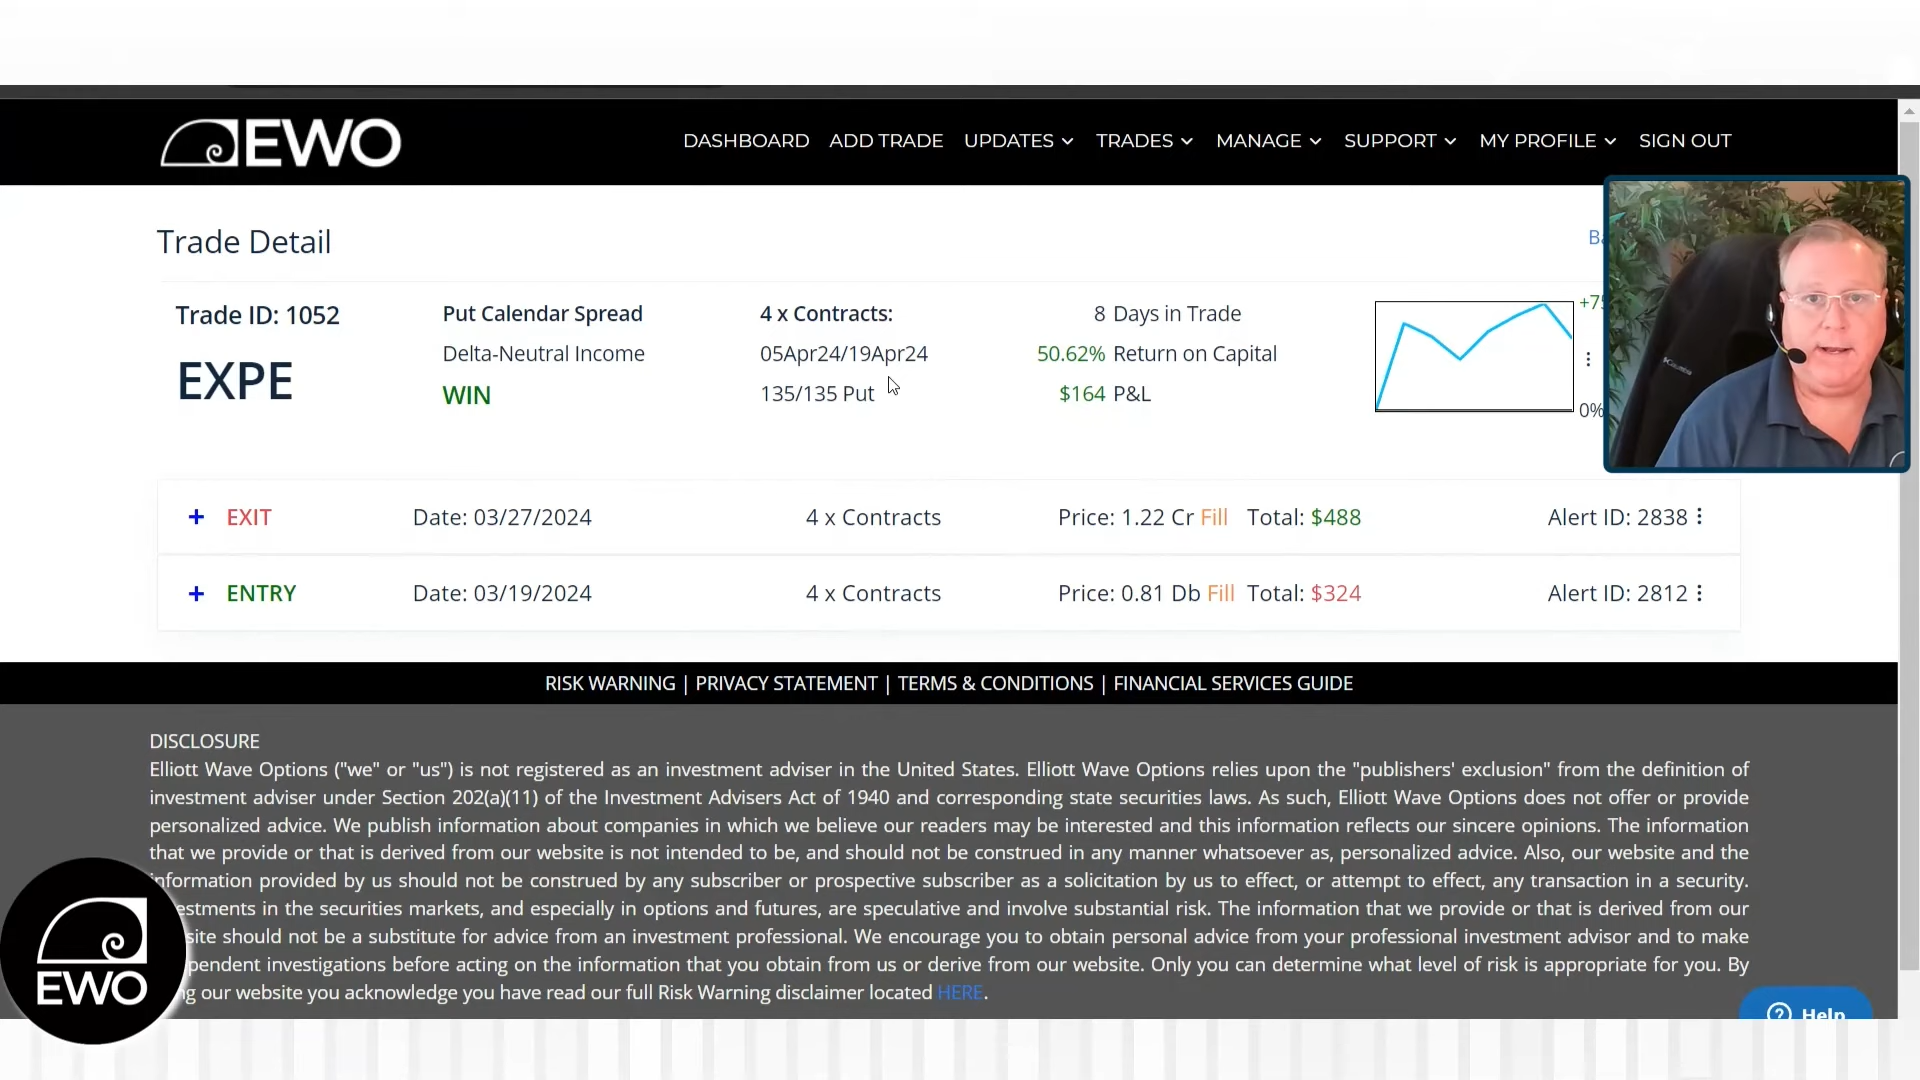 EWO
DASHBOARD ADD TRADE UPDATES TRADES MANAGE SUPPORT MY PROFILE SIGN OUT
Trade Detail
Trade ID: 1052
EXPE
Put Calendar Spread
Delta-Neutral Income
WIN
4 x Contracts:
05Apr24/19Apr24
135/135 Put
8 Days in Trade
50.62% Return on Capital
$164 P&L
0%
+ EXIT Date: 03/27/2024 4 x Contracts Price: 1.22 Cr Fill Total: $488 Alert ID: 2838
+ ENTRY Date: 03/19/2024 4 x Contracts Price: 0.81 Db Fill Total: $324 Alert ID: 2812
RISK WARNING | PRIVACY STATEMENT | TERMS & CONDITIONS | FINANCIAL SERVICES GUIDE
DISCLOSURE
Elliott Wave Options ("we" or "us") is not registered as an investment adviser in the United States. Elliott Wave Options relies upon the "publishers' exclusion" from the definition of
investment adviser under Section 202(a)(11) of the Investment Advisers Act of 1940 and corresponding state securities laws. As such, Elliott Wave Options does not offer or provide
personalized advice. We publish information about companies in which we believe our readers may be interested and this information reflects our sincere opinions. The information
that we provide or that is derived from our website is not intended to be, and should not be construed in any manner whatsoever as, personalized advice. Also, our website and the
information provided by us should not be construed by any subscriber or prospective subscriber as a solicitation by us to effect, or attempt to effect, any transaction in a security.
estments in the securities markets, and especially in options and futures, are speculative and involve substantial risk. The information that we provide or that is derived from our
site should not be a substitute for advice from an investment professional. We encourage you to obtain personal advice from your professional investment advisor and to make
pendent investigations before acting on the information that you obtain from us or derive from our website. Only you can determine what level of risk is appropriate for you. By
g our website you acknowledge you have read our full Risk Warning disclaimer located HERE.
EWO
Help